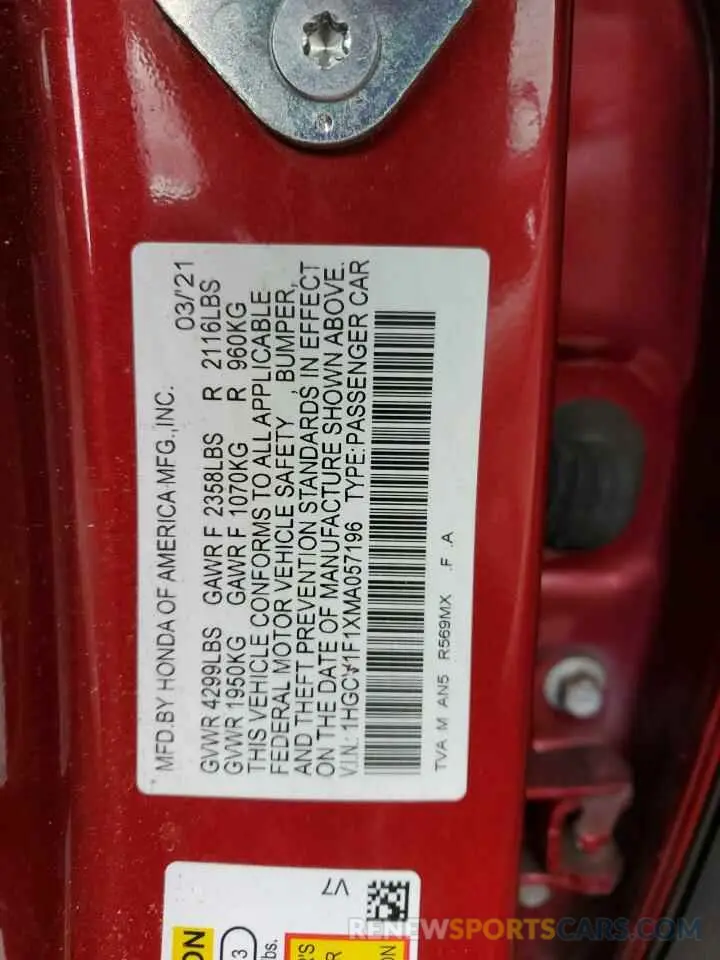 MFD. BY HONDA OF AMERICA MFG., INC. 03/'21
GVWR 4299LBS GAWR F 2358LBS R 2116LBS
GVWR 1950KG GAWR F 1070KG R 960KG
THIS VEHICLE CONFORMS TO ALL APPLICABLE
FEDERAL MOTOR VEHICLE SAFETY , BUMPER,
AND THEFT PREVENTION STANDARDS IN EFFECT
ON THE DATE OF MANUFACTURE SHOWN ABOVE.
V.I.N.: 1HGCV1F1XMA057196 TYPE:PASSENGER CAR
TVA M AN5 R569MX .F .A
V7
3
lbs.
RENEWSPORTSCARS.COM